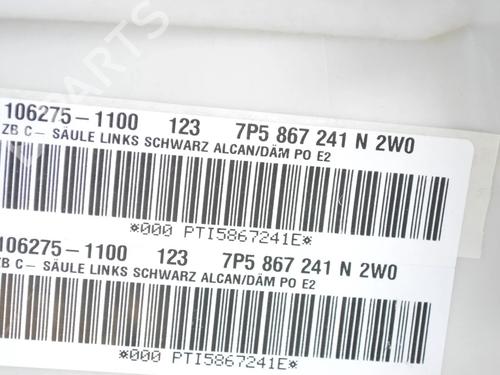 B PARTS
106275-1100 123 7P5 867 241 N 2W0
ZB C- SÄULE LINKS SCHWARZ ALCAN/DÄM PO E2
*000 PTI5867241E*
106275-1100 123 7P5 867 241 N 2W0
ZB C- SÄULE LINKS SCHWARZ ALCAN/DÄM PO E2
*000 PTI5867241E*